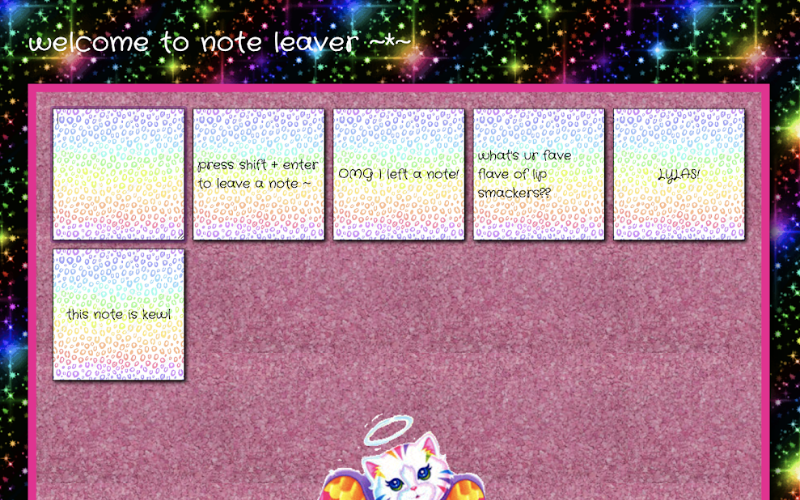 welcome to note leaver ~*~
press shift + enter
to leave a note ~
OMG I left a note!
what's ur fave
flave of lip
smackers??
LYLAS!
this note is kewl